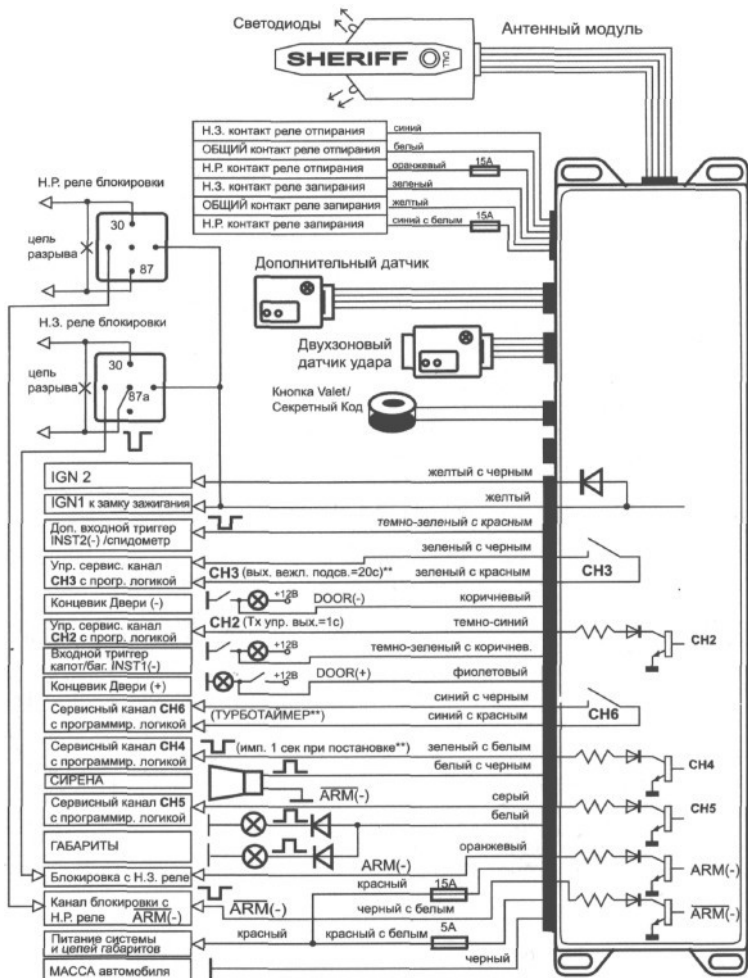 Светодиоды
Антенный модуль
SHERIFF
CALL
Н.З. контакт реле отпирания
синий
ОБЩИЙ контакт реле отпирания
белый
Н.Р. контакт реле отпирания
оранжевый
15А
Н.З. контакт реле запирания
зеленый
ОБЩИЙ контакт реле запирания
желтый
Н.Р. контакт реле запирания
синий с белым
15А
Н.Р. реле блокировки
30
цепь
разрыва
87
Дополнительный датчик
Н.З. реле блокировки
30
цепь
разрыва
87а
Двухзоновый
датчик удара
Кнопка Valet/
Секретный Код
IGN 2
желтый с черным
IGN1 к замку зажигания
желтый
Доп. входной триггер
INST2(-) /спидометр
темно-зеленый с красным
зеленый с черным
Упр. сервис. канал
CH3 с прогр. логикой
CH3 (вых. вежл. подсв.=20с)**
зеленый с красным
CH3
Концевик Двери (-)
+12В
DOOR(-)
коричневый
Упр. сервис. канал
CH2 с прогр. логикой
CH2 (Тх упр. вых.=1с)
темно-синий
CH2
Входной триггер
капот/баг. INST1(-)
+12В
темно-зеленый с коричнев.
Концевик Двери (+)
+12В
DOOR(+)
фиолетовый
синий с черным
Сервисный канал CH6
с программир. логикой
(ТУРБОТАЙМЕР**)
синий с красным
CH6
Сервисный канал CH4
с программир. логикой
(имп. 1 сек при постановке**)
зеленый с белым
CH4
СИРЕНА
белый с черным
ARM(-)
Сервисный канал CH5
с программир. логикой
серый
CH5
белый
ГАБАРИТЫ
оранжевый
Блокировка с Н.З. реле
ARM(-)
ARM(-)
красный
15А
Канал блокировки с
Н.Р. реле ARM(-)
ARM(-)
черный с белым
ARM(-)
Питание системы
и цепей габаритов
красный
красный с белым
5А
МАССА автомобиля
черный